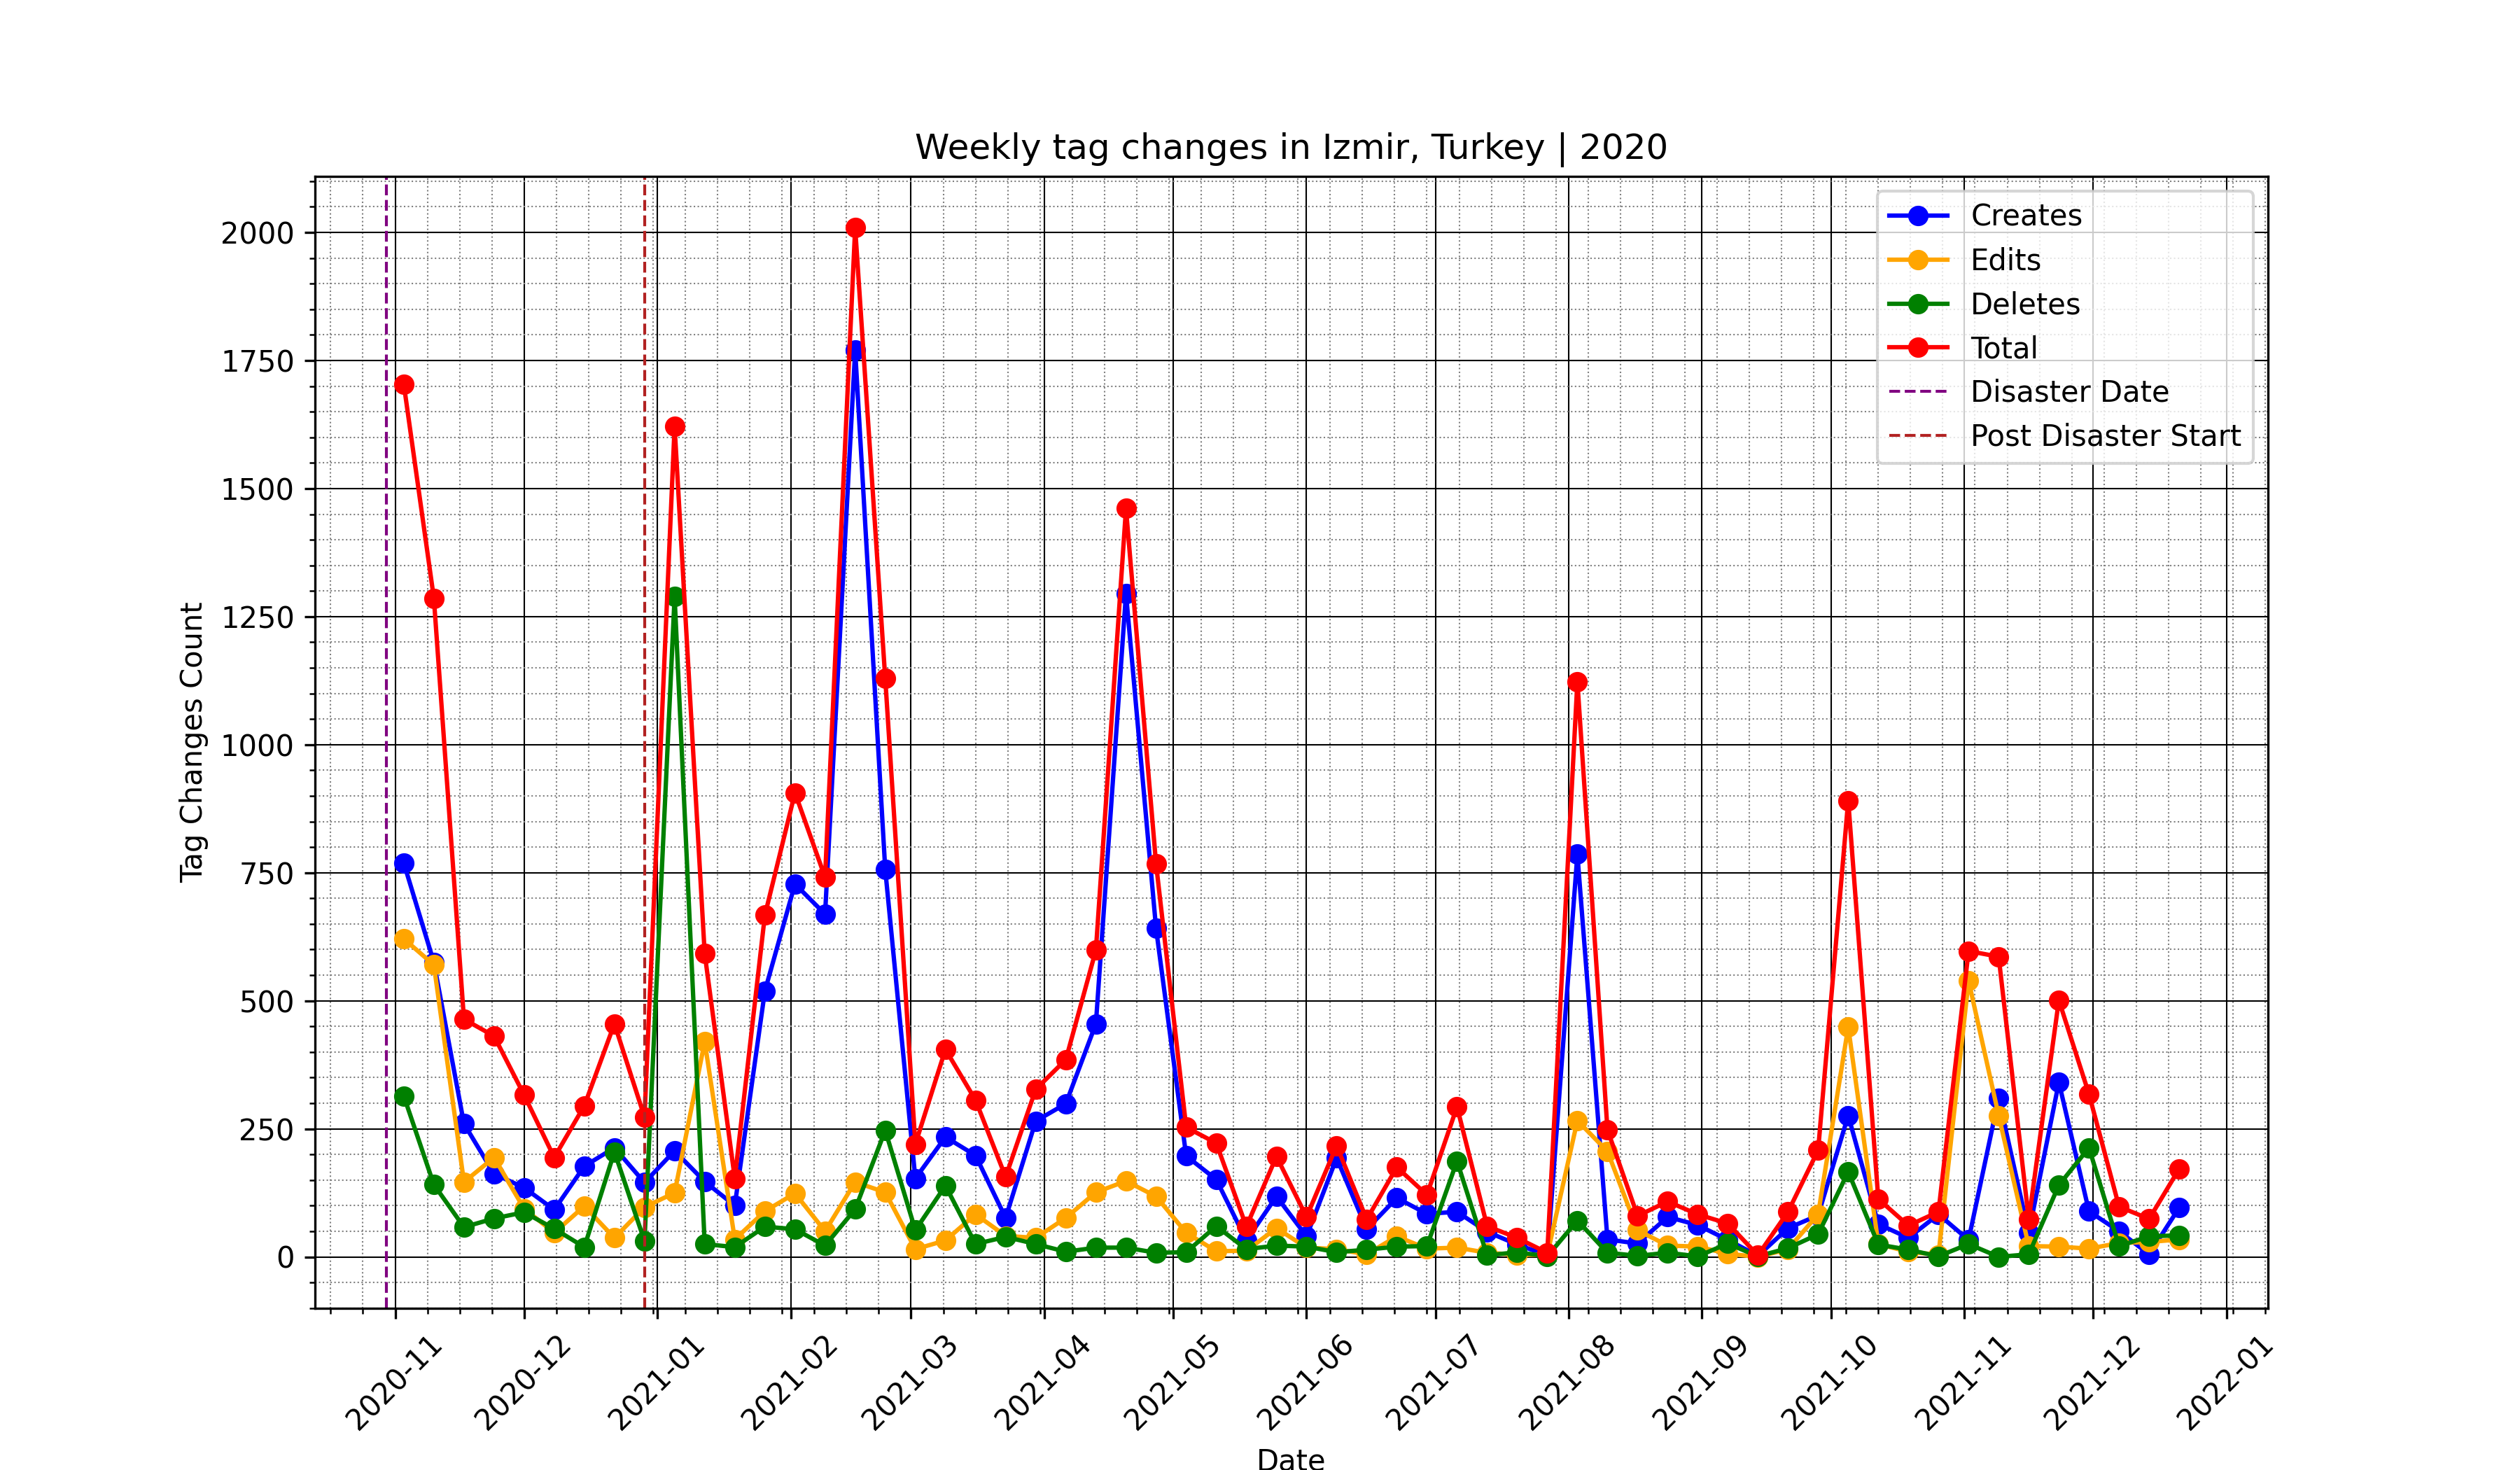 Weekly tag changes in Izmir, Turkey | 2020
Creates
Edits
Deletes
Total
Disaster Date
Post Disaster Start
Tag Changes Count
2000
1750
1500
1250
1000
750
500
250
0
2020-11
2020-12
2021-01
2021-02
2021-03
2021-04
2021-05
2021-06
2021-07
2021-08
2021-09
2021-10
2021-11
2021-12
2022-01
Date